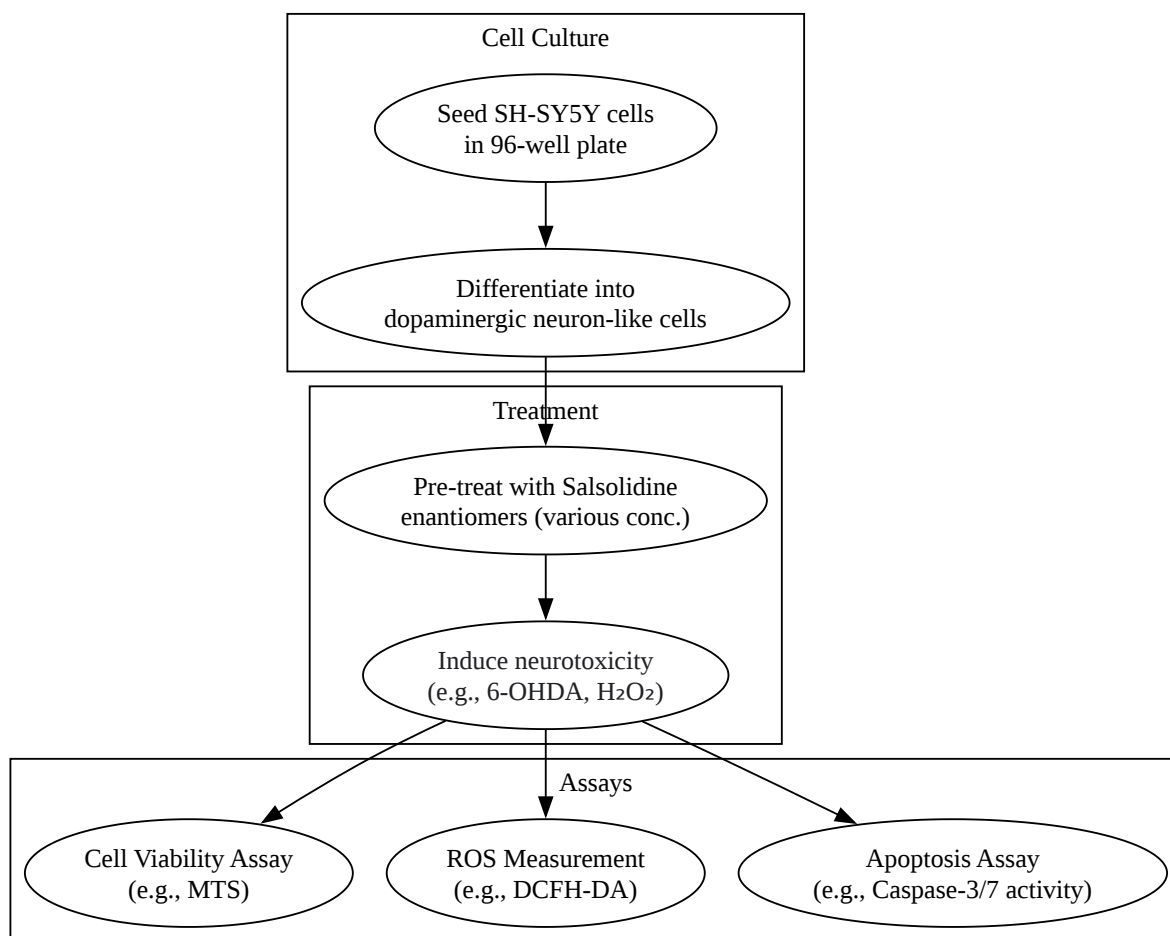 Cell Culture
Seed SH-SY5Y cells
in 96-well plate
Differentiate into
dopaminergic neuron-like cells
Treatment
Pre-treat with Salsolidine
enantiomers (various conc.)
Induce neurotoxicity
(e.g., 6-OHDA, H₂O₂)
Assays
Cell Viability Assay
(e.g., MTS)
ROS Measurement
(e.g., DCFH-DA)
Apoptosis Assay
(e.g., Caspase-3/7 activity)